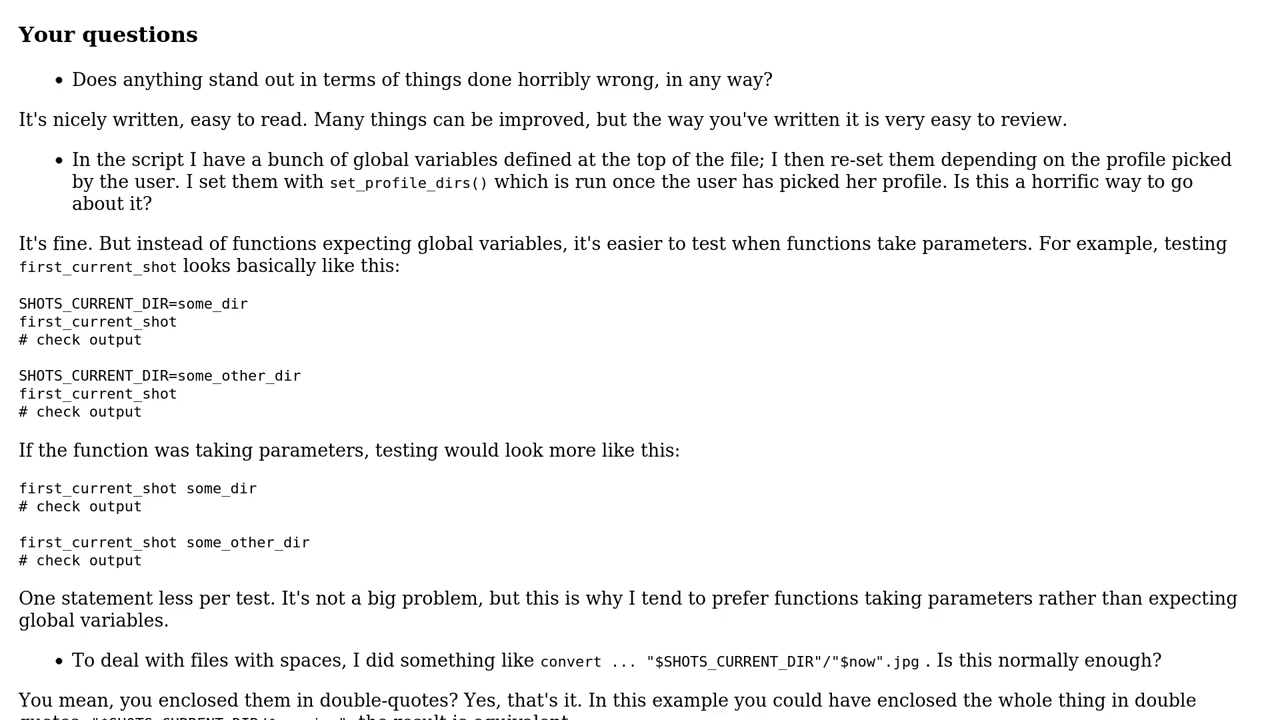 Your questions
• Does anything stand out in terms of things done horribly wrong, in any way?
It's nicely written, easy to read. Many things can be improved, but the way you've written it is very easy to review.
• In the script I have a bunch of global variables defined at the top of the file; I then re-set them depending on the profile picked
by the user. I set them with set_profile_dirs() which is run once the user has picked her profile. Is this a horrific way to go
about it?
It's fine. But instead of functions expecting global variables, it's easier to test when functions take parameters. For example, testing
first_current_shot looks basically like this:
SHOTS_CURRENT_DIR=some_dir
first_current_shot
# check output
SHOTS_CURRENT_DIR=some_other_dir
first_current_shot
# check output
If the function was taking parameters, testing would look more like this:
first_current_shot some_dir
# check output
first_current_shot some_other_dir
# check output
One statement less per test. It's not a big problem, but this is why I tend to prefer functions taking parameters rather than expecting
global variables.
• To deal with files with spaces, I did something like convert ... "$SHOTS_CURRENT_DIR"/"$now".jpg . Is this normally enough?
You mean, you enclosed them in double-quotes? Yes, that's it. In this example you could have enclosed the whole thing in double
the result is equivalent